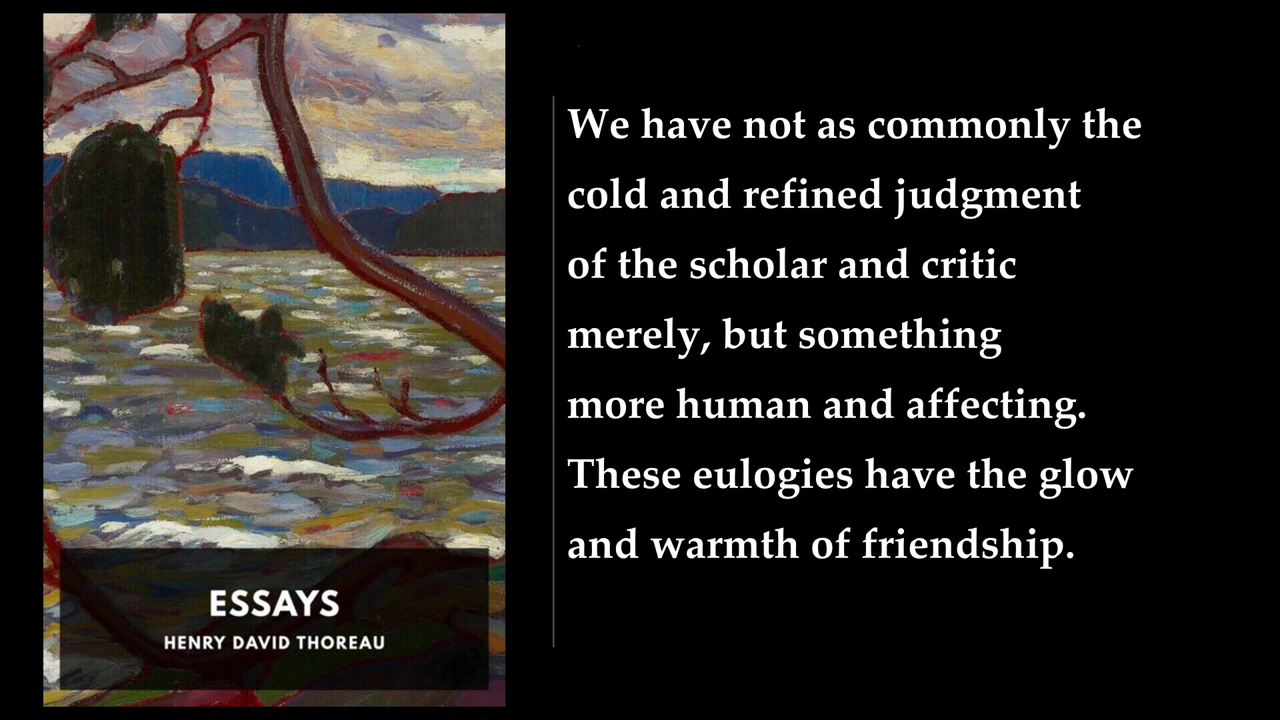 ESSAYS
HENRY DAVID THOREAU
We have not as commonly the
cold and refined judgment
of the scholar and critic
merely, but something
more human and affecting.
These eulogies have the glow
and warmth of friendship.